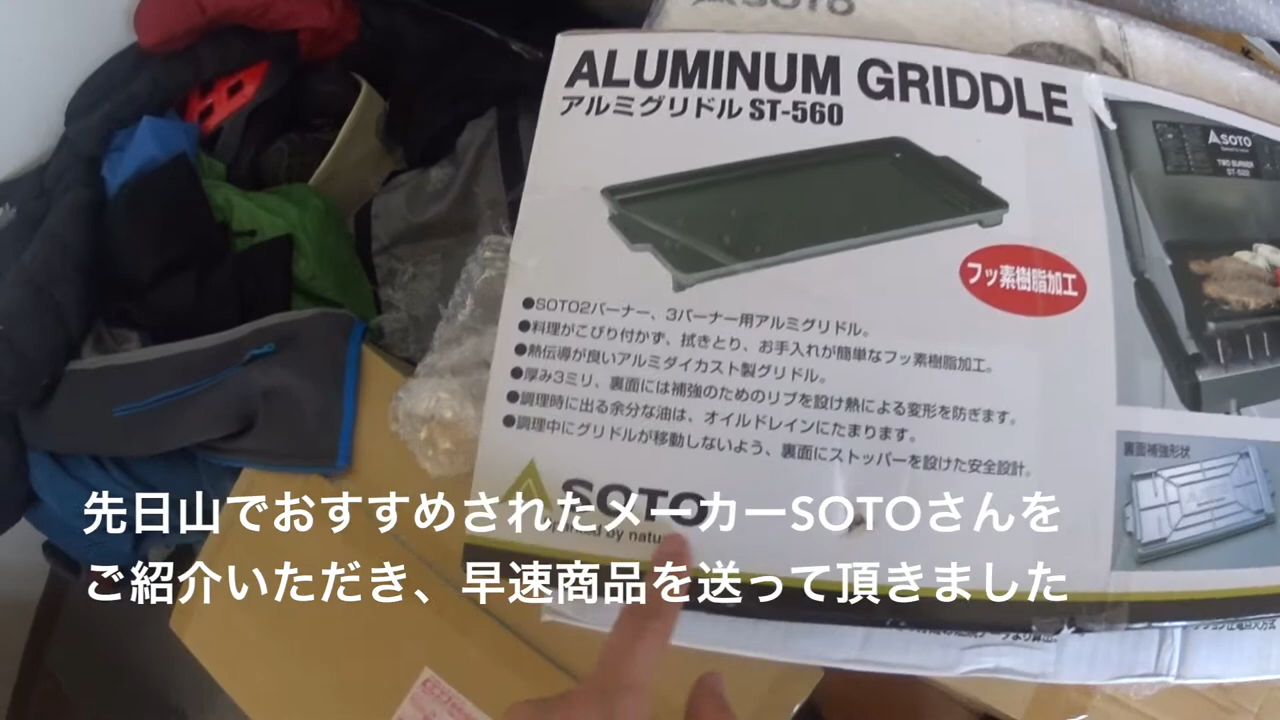 SOTO
ALUMINUM GRIDDLE
アルミグリドル ST-560
SOTO
TWO BURNER
フッ素樹脂加工
●SOTO2バーナー、3バーナー用アルミグリドル。
●料理がこびり付かず、拭きとり、お手入れが簡単なフッ素樹脂加工。
●熱伝導が良いアルミダイカスト製グリドル。
●厚み3ミリ、裏面には補強のためのリブを設け熱による変形を防ぎます。
●調理時に出る余分な油は、オイルドレインにたまります。
●調理中にグリドルが移動しないよう、裏面にストッパーを設けた安全設計。
裏面補強形状
SOTO
先日山でおすすめされたメーカーSOTOさんを
ご紹介いただき、早速商品を送って頂きました